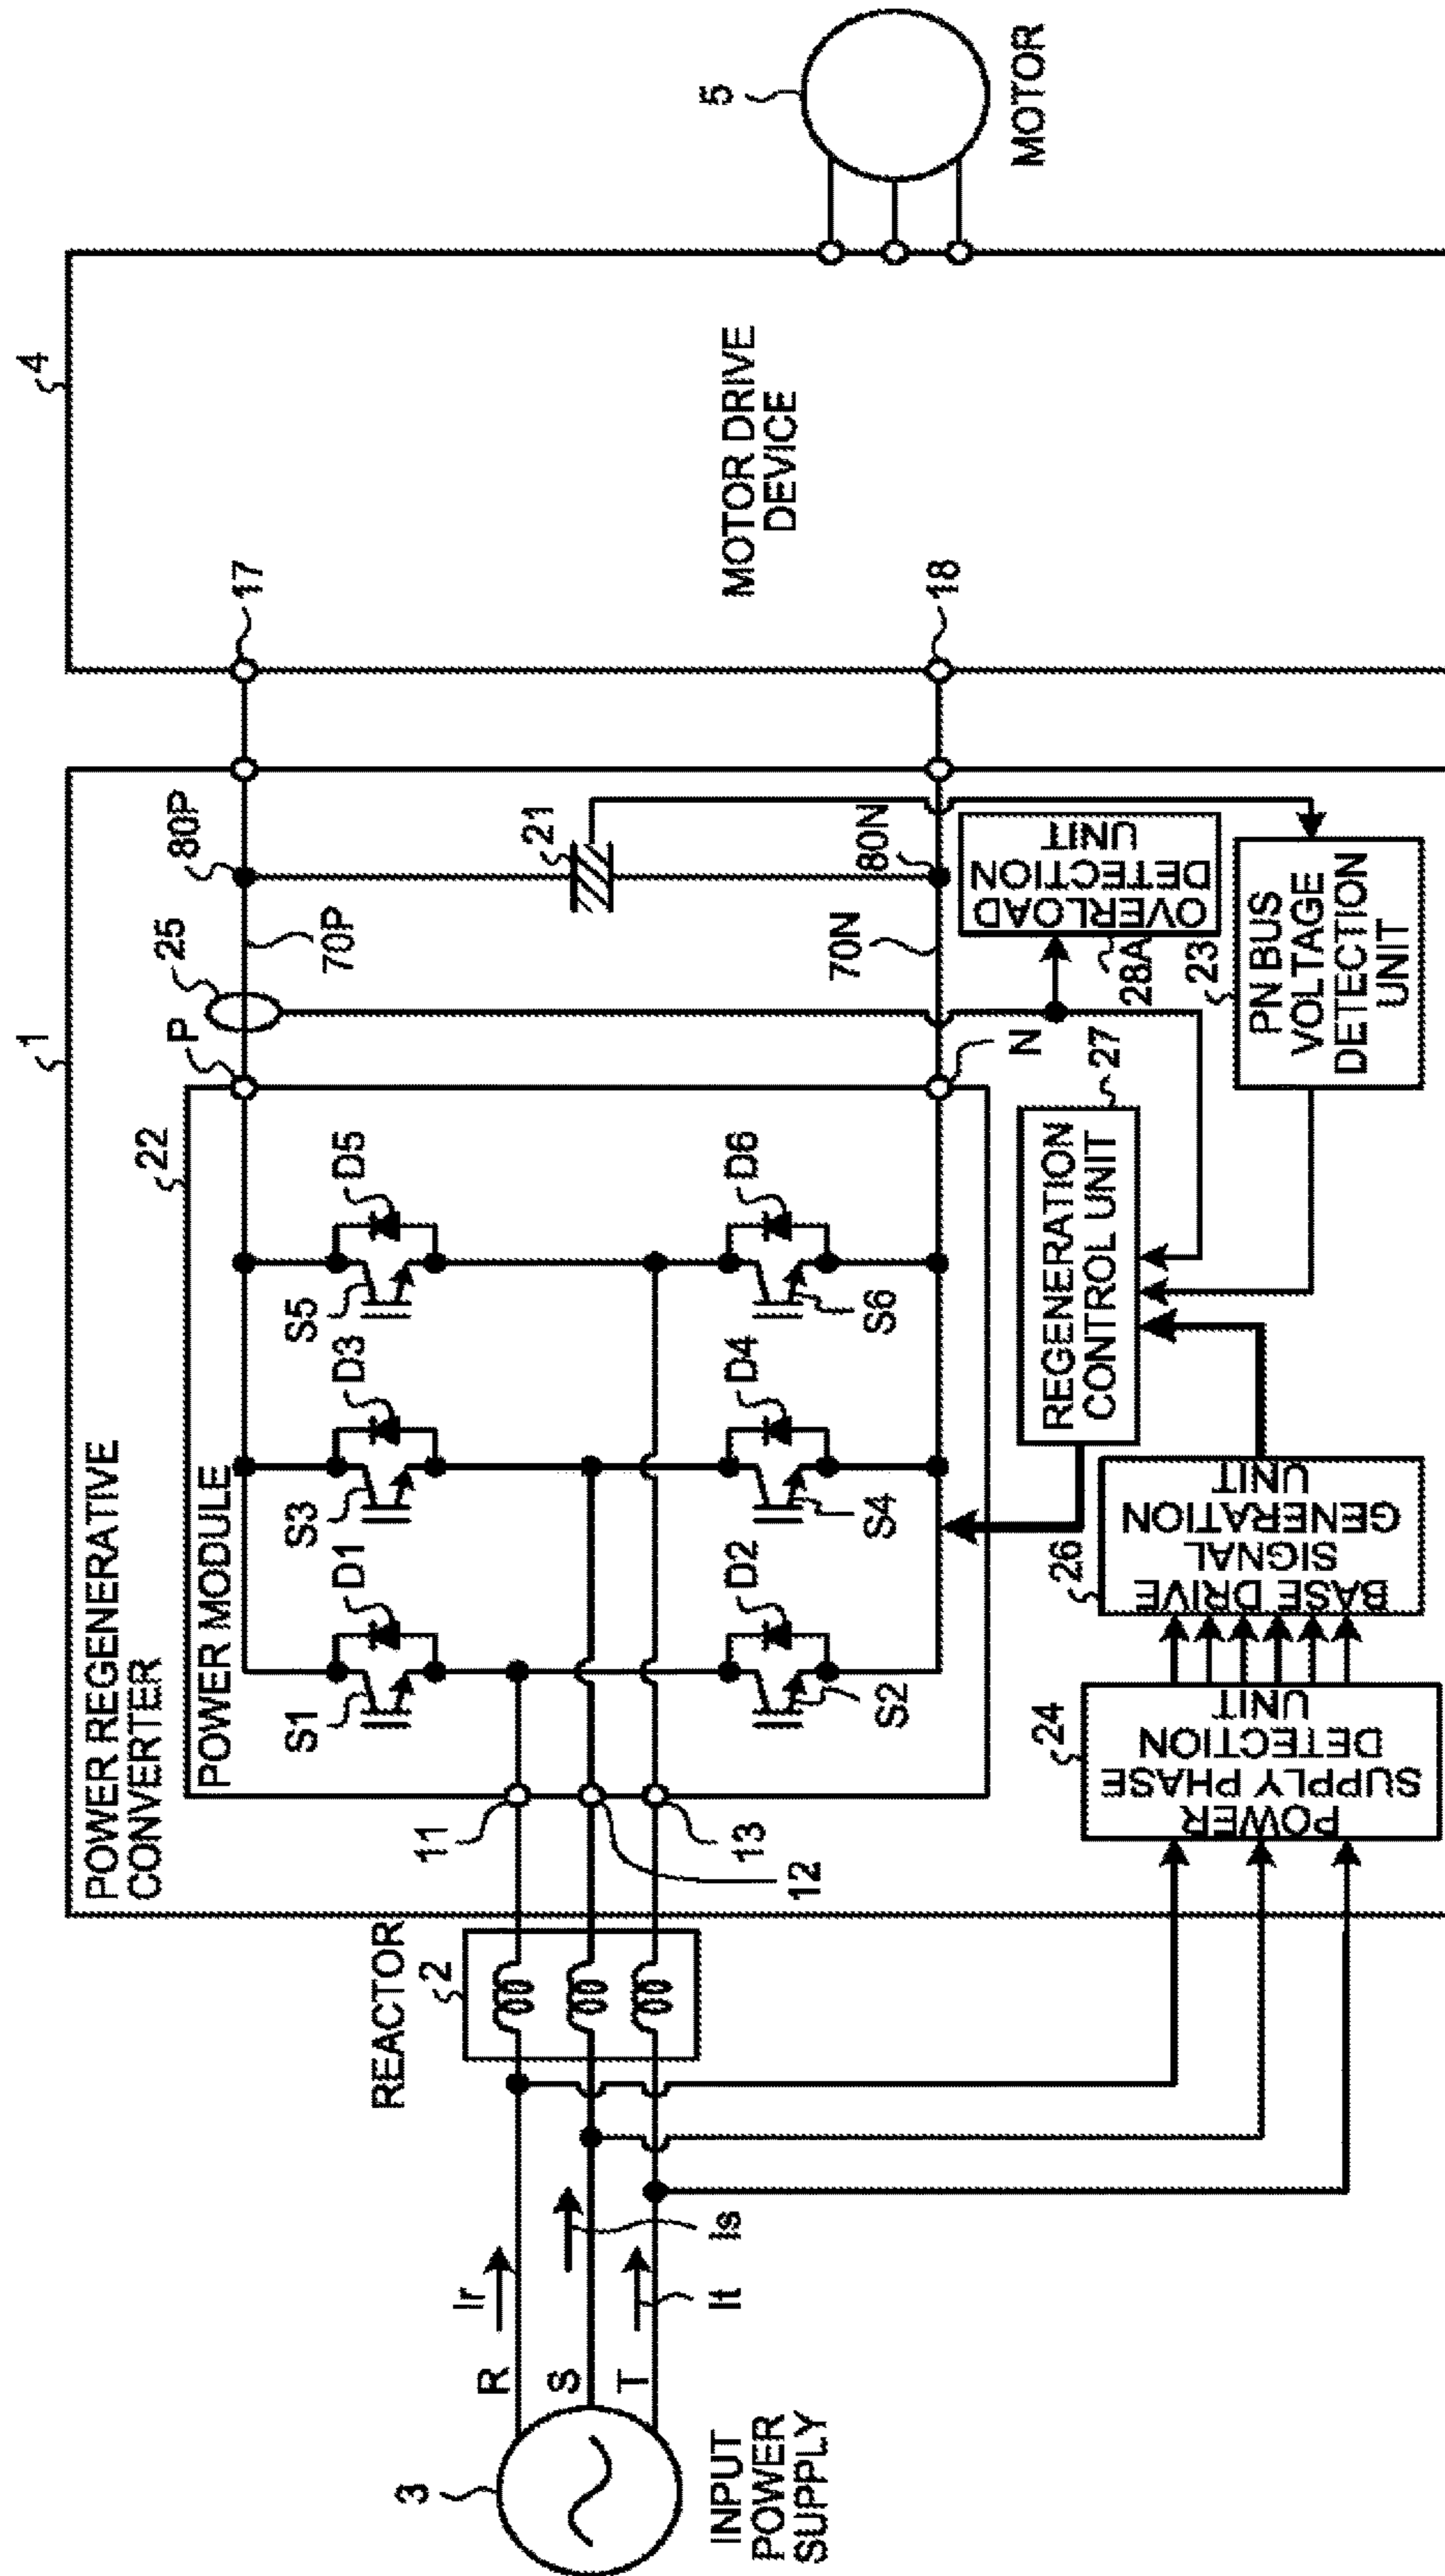 1
POWER REGENERATIVE
CONVERTER
22
POWER MODULE
P
25
70P
80P
17
4
S1
D1
S3
D3
S5
D5
21
REACTOR
2
11
12
13
3
INPUT
POWER
SUPPLY
R
S
T
Ir
Is
It
S2
D2
S4
D4
S6
D6
N
70N
80N
18
MOTOR DRIVE
DEVICE
5
MOTOR
24
POWER
SUPPLY PHASE
DETECTION
UNIT
26
BASE DRIVE
SIGNAL
GENERATION
UNIT
27
REGENERATION
CONTROL UNIT
28A
OVERLOAD
DETECTION
UNIT
23
PN BUS
VOLTAGE
DETECTION
UNIT